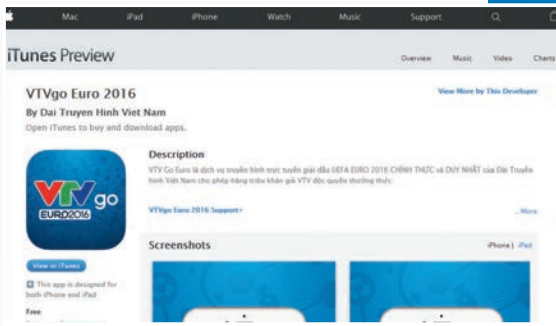 Mac iPad iPhone Watch Music Support
iTunes Preview
Overview Music Video Charts
VTVgo Euro 2016
View More by This Developer
By Dai Truyen Hinh Viet Nam
Open iTunes to buy and download apps.
Description
VTV Go Euro là dịch vụ truyền hình trực tuyến giải đấu UEFA EURO 2016 CHÍNH THỨC và DUY NHẤT của Đài Truyền
hình Việt Nam cho phép hàng triệu khán giả VTV độc quyền thưởng thức
VTVgo Euro 2016 Support
...More
VTV go
EURO2016
Screenshots
iPhone | iPad
View in iTunes
This app is designed for
both iPhone and iPad
Free